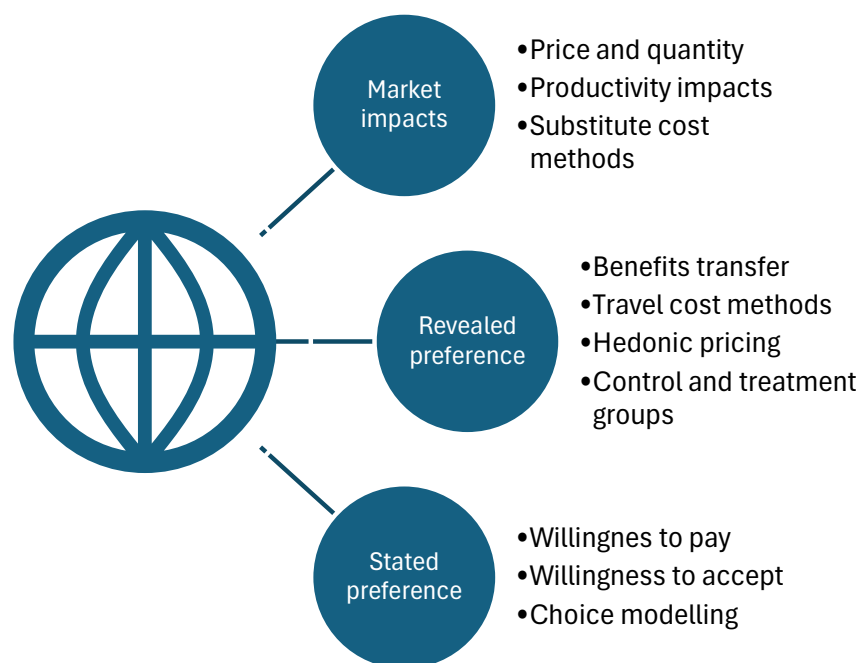 Market
impacts
•Price and quantity
•Productivity impacts
•Substitute cost
methods
Revealed
preference
•Benefits transfer
•Travel cost methods
•Hedonic pricing
•Control and treatment
groups
Stated
preference
•Willingnes to pay
•Willingness to accept
•Choice modelling